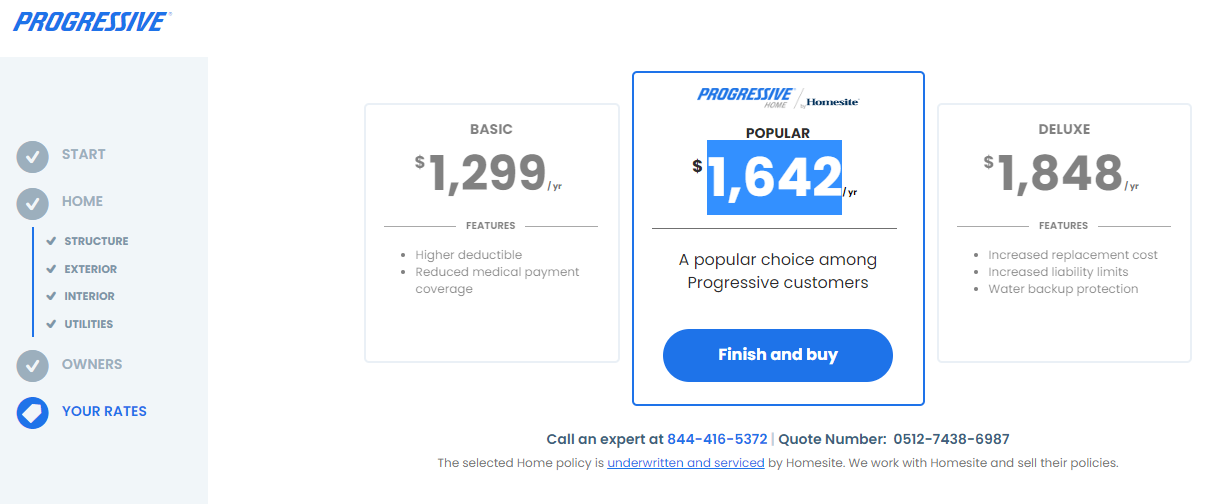 PROGRESSIVE®
START
HOME
STRUCTURE
EXTERIOR
INTERIOR
UTILITIES
OWNERS
YOUR RATES
BASIC
$1,299/ yr
FEATURES
• Higher deductible
• Reduced medical payment
coverage
PROGRESSIVE® HOME / by Homesite
POPULAR
$1,642/ yr
A popular choice among
Progressive customers
Finish and buy
DELUXE
$1,848/ yr
FEATURES
• Increased replacement cost
• Increased liability limits
• Water backup protection
Call an expert at 844-416-5372 | Quote Number: 0512-7438-6987
The selected Home policy is underwritten and serviced by Homesite. We work with Homesite and sell their policies.